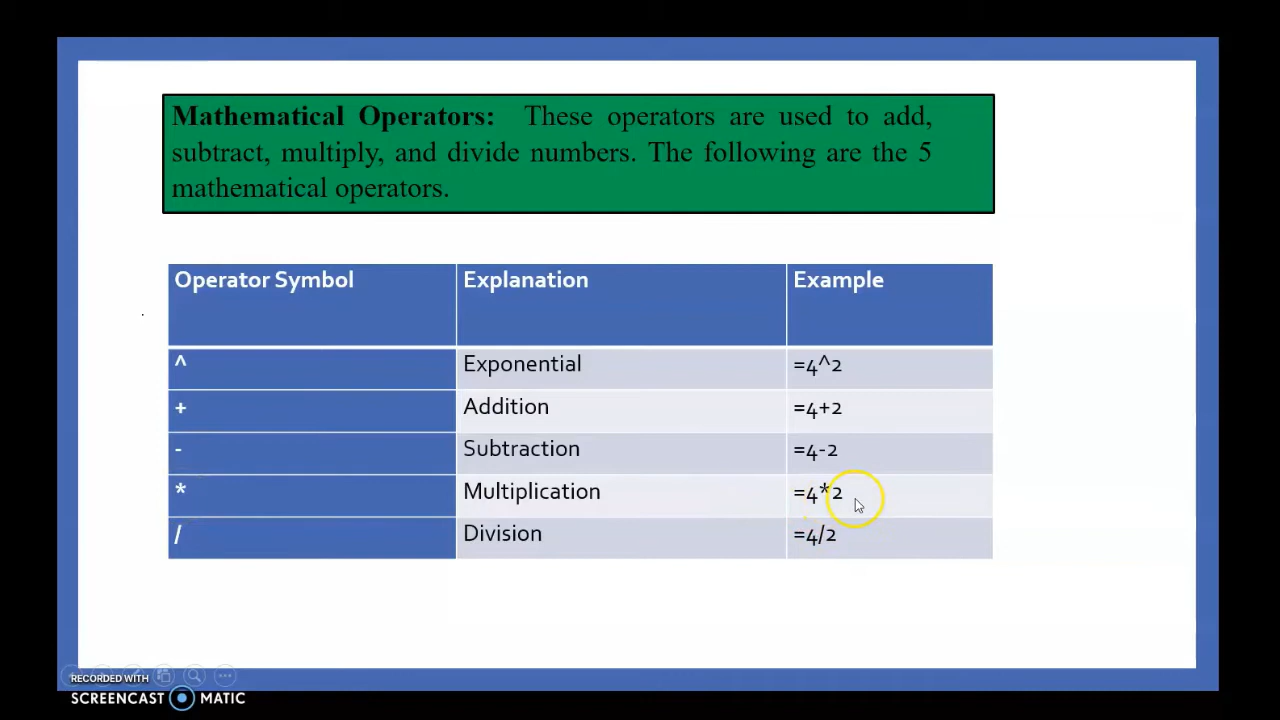 Mathematical Operators: These operators are used to add,
subtract, multiply, and divide numbers. The following are the 5
mathematical operators.
Operator Symbol Explanation Example
^ Exponential =4^2
+ Addition =4+2
- Subtraction =4-2
* Multiplication =4*2
/ Division =4/2
RECORDED WITH
SCREENCAST MATIC